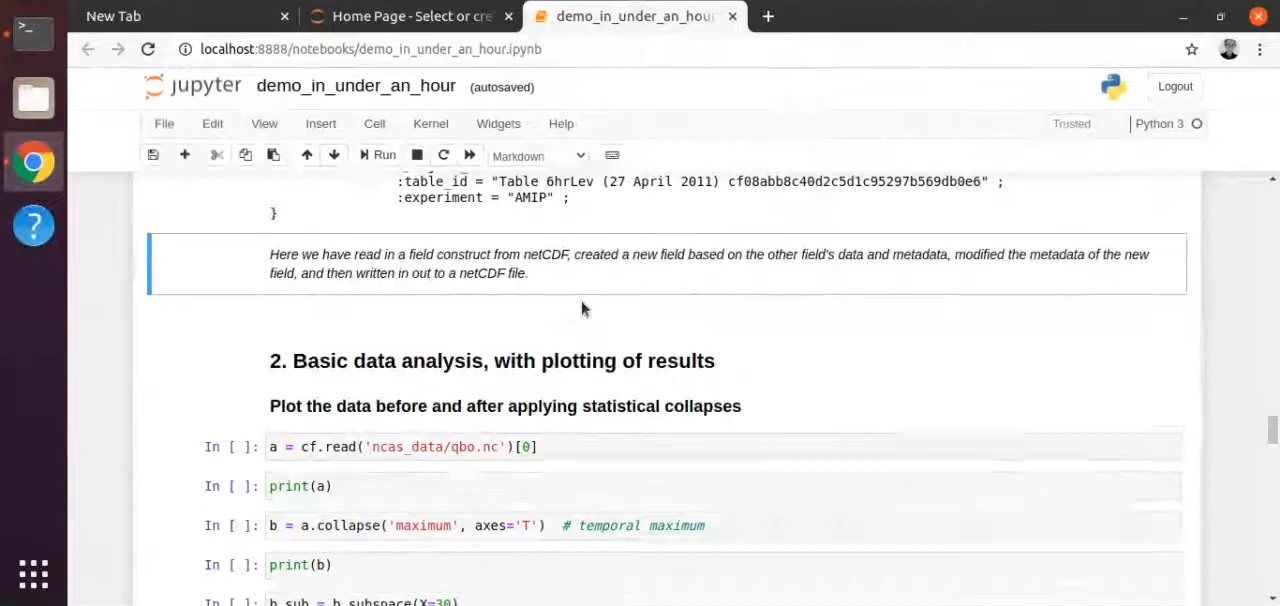 New Tab
Home Page - Select or cre
demo_in_under_an_hour
localhost:8888/notebooks/demo_in_under_an_hour.ipynb
jupyter demo_in_under_an_hour (autosaved)
Logout
File Edit View Insert Cell Kernel Widgets Help
Trusted
Python 3
Run
Markdown
:table_id = "Table 6hrLev (27 April 2011) cf08abb8c40d2c5d1c95297b569db0e6" ;
:experiment = "AMIP" ;
}
Here we have read in a field construct from netCDF, created a new field based on the other field's data and metadata, modified the metadata of the new
field, and then written in out to a netCDF file.
2. Basic data analysis, with plotting of results
Plot the data before and after applying statistical collapses
In [ ]: a = cf.read('ncas_data/qbo.nc')[0]
In [ ]: print(a)
In [ ]: b = a.collapse('maximum', axes='T') # temporal maximum
In [ ]: print(b)
In [ ]: b_sub = b.subspace(X=30)